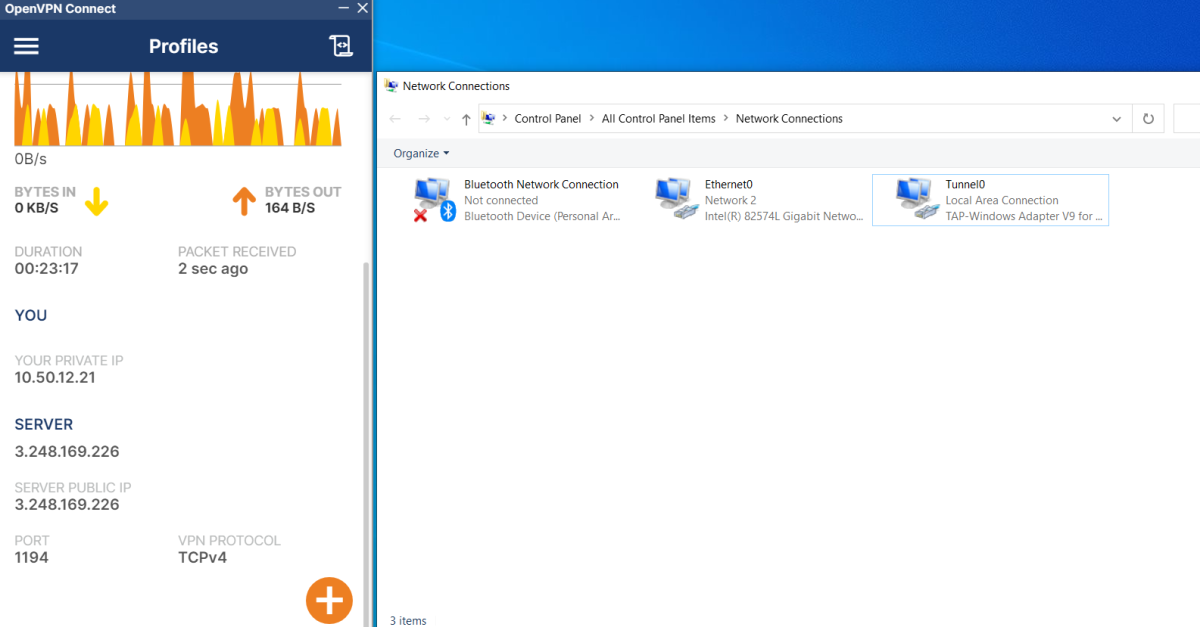 OpenVPN Connect
Profiles
0B/s
BYTES IN
0 KB/S
BYTES OUT
164 B/S
DURATION
00:23:17
PACKET RECEIVED
2 sec ago
YOU
YOUR PRIVATE IP
10.50.12.21
SERVER
3.248.169.226
SERVER PUBLIC IP
3.248.169.226
PORT
1194
VPN PROTOCOL
TCPv4
Network Connections
Control Panel > All Control Panel Items > Network Connections
Organize
Bluetooth Network Connection
Not connected
Bluetooth Device (Personal Ar...
Ethernet0
Network 2
Intel(R) 82574L Gigabit Netwo...
Tunnel0
Local Area Connection
TAP-Windows Adapter V9 for ...
3 items